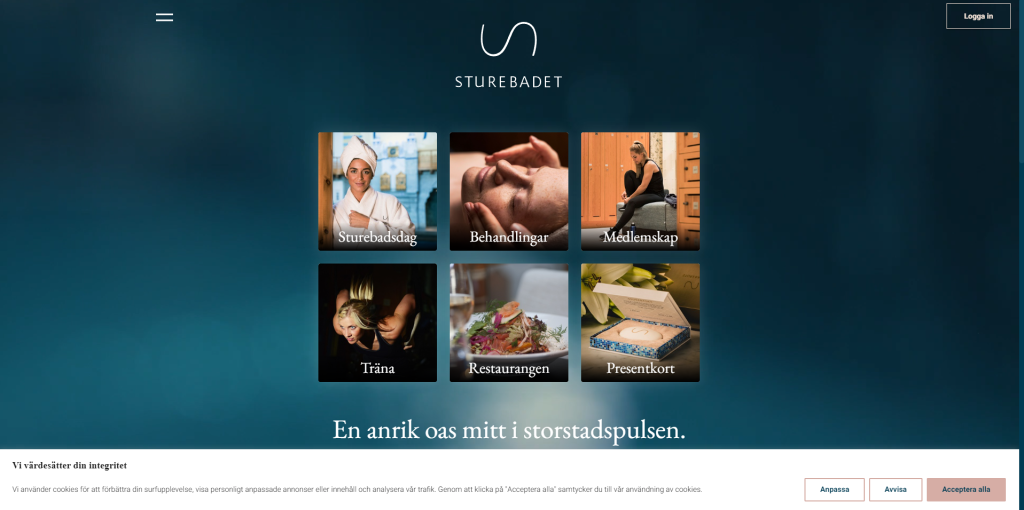 Logga in
STUREBADET
Sturebadsdag
Behandlingar
Medlemskap
Träna
Restaurangen
Presentkort
En anrik oas mitt i storstadspulsen.
Vi värdesätter din integritet
Vi använder cookies för att förbättra din surfupplevelse, visa personligt anpassade annonser eller innehåll och analysera vår trafik. Genom att klicka på "Acceptera alla" samtycker du till vår användning av cookies.
Anpassa
Avvisa
Acceptera alla